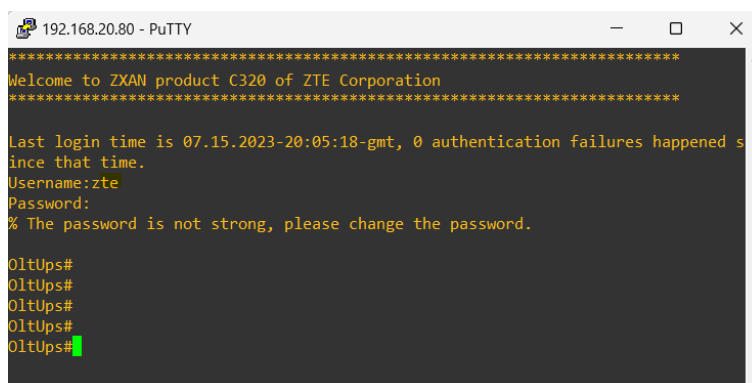 192.168.20.80 - PuTTY
*************************************************************************
Welcome to ZXAN product C320 of ZTE Corporation
*************************************************************************
Last login time is 07.15.2023-20:05:18-gmt, 0 authentication failures happened s
ince that time.
Username:zte
Password:
% The password is not strong, please change the password.
OltUps#
OltUps#
OltUps#
OltUps#
OltUps#